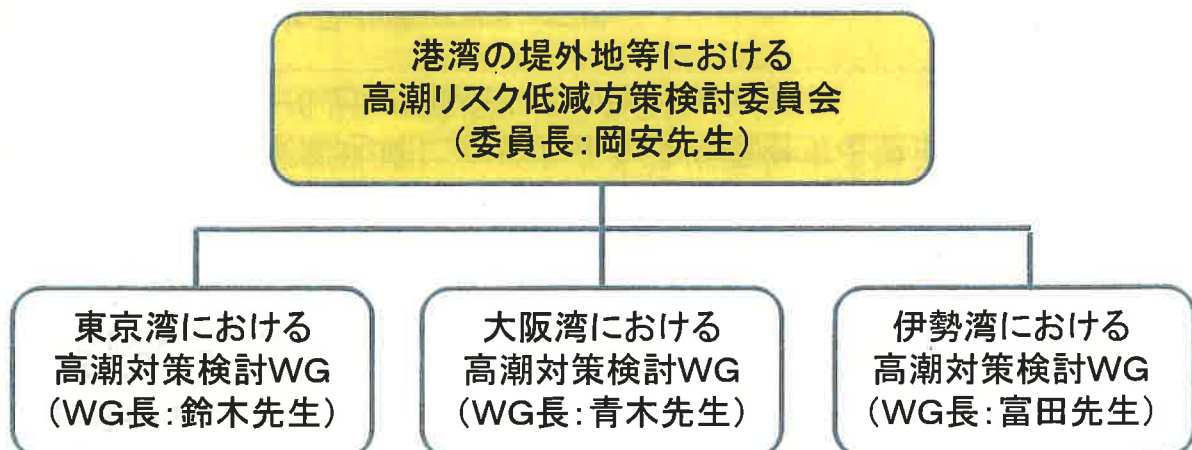 港湾の堤外地等における
高潮リスク低減方策検討委員会
(委員長:岡安先生)
東京湾における
高潮対策検討WG
(WG長:鈴木先生)
大阪湾における
高潮対策検討WG
(WG長:青木先生)
伊勢湾における
高潮対策検討WG
(WG長:富田先生)